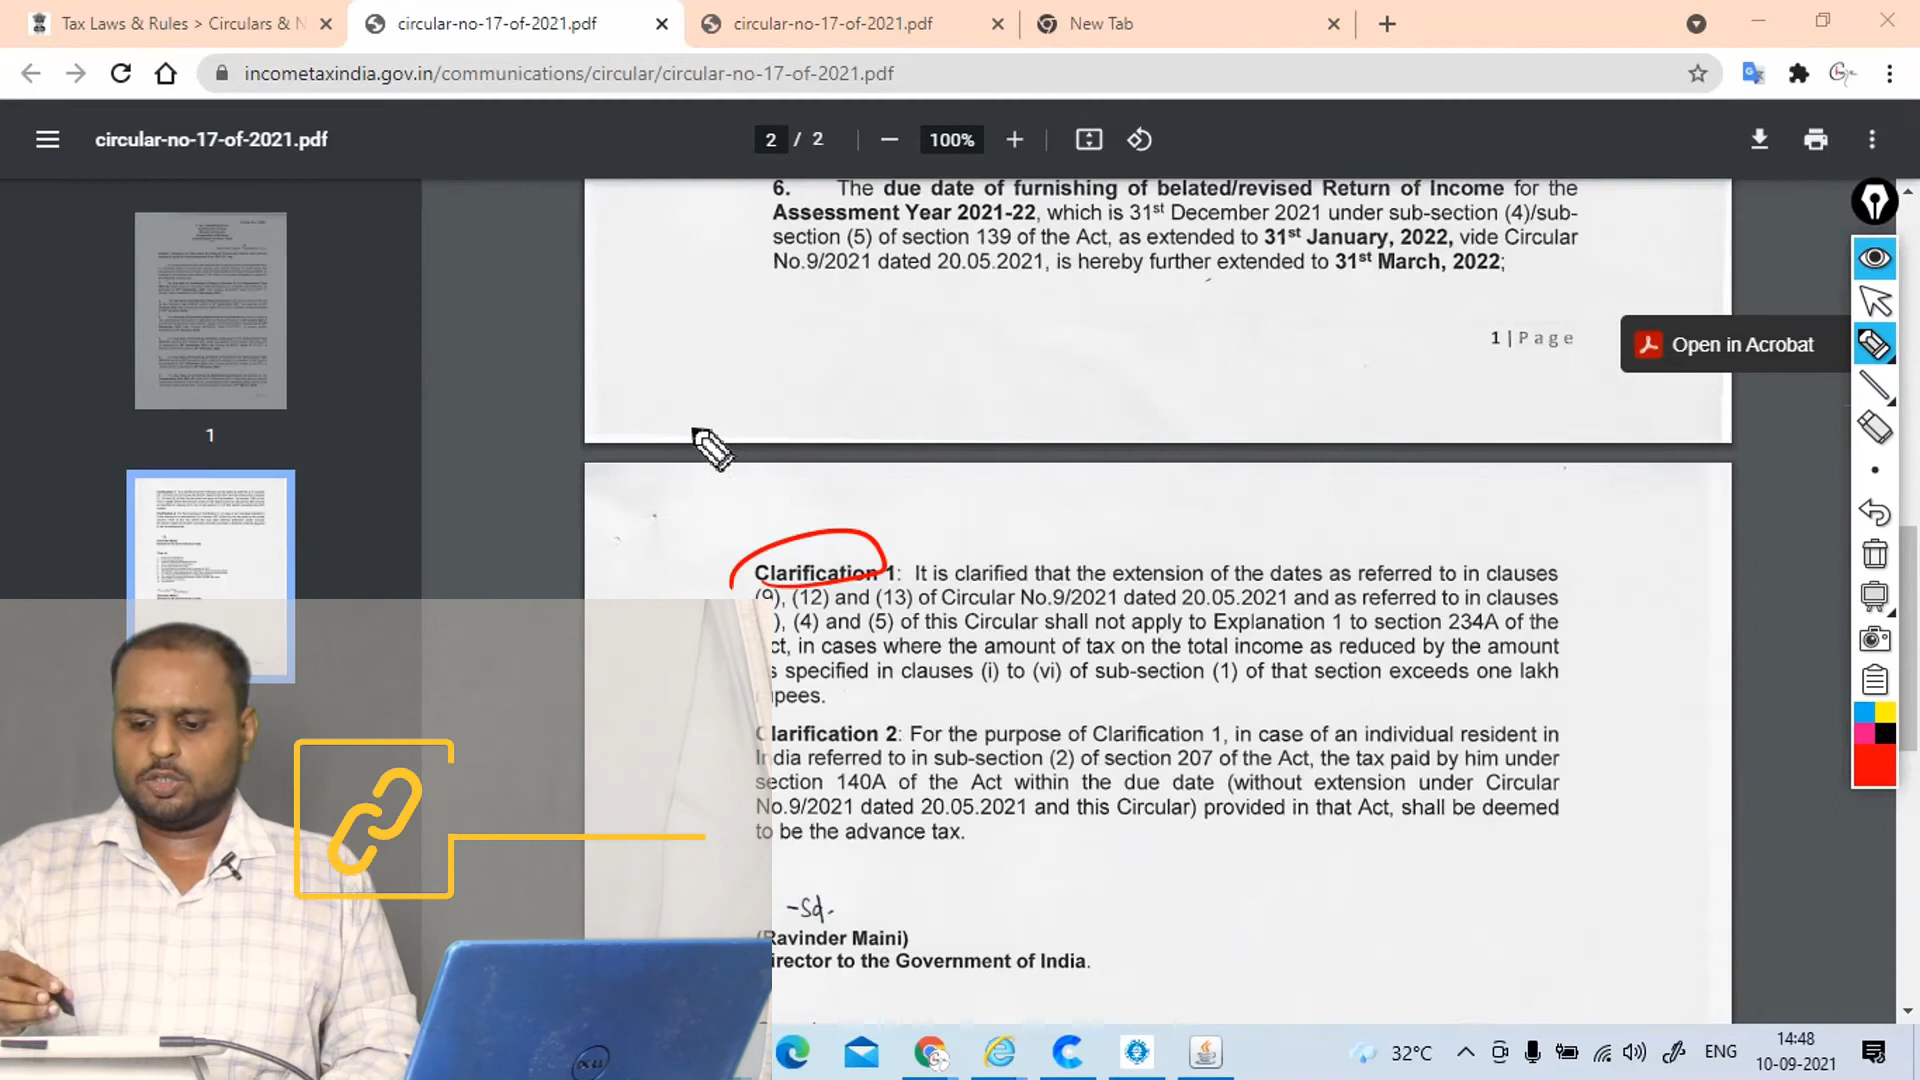 Tax Laws & Rules > Circulars & N
circular-no-17-of-2021.pdf
circular-no-17-of-2021.pdf
New Tab
incometaxindia.gov.in/communications/circular/circular-no-17-of-2021.pdf
circular-no-17-of-2021.pdf
2 / 2
100%
6. The due date of furnishing of belated/revised Return of Income for the
Assessment Year 2021-22, which is 31st December 2021 under sub-section (4)/sub-
section (5) of section 139 of the Act, as extended to 31st January, 2022, vide Circular
No.9/2021 dated 20.05.2021, is hereby further extended to 31st March, 2022;
1 | Page
Open in Acrobat
1
Clarification 1: It is clarified that the extension of the dates as referred to in clauses
(9), (12) and (13) of Circular No.9/2021 dated 20.05.2021 and as referred to in clauses
), (4) and (5) of this Circular shall not apply to Explanation 1 to section 234A of the
ct, in cases where the amount of tax on the total income as reduced by the amount
s specified in clauses (i) to (vi) of sub-section (1) of that section exceeds one lakh
upees.
Clarification 2: For the purpose of Clarification 1, in case of an individual resident in
India referred to in sub-section (2) of section 207 of the Act, the tax paid by him under
section 140A of the Act within the due date (without extension under Circular
No.9/2021 dated 20.05.2021 and this Circular) provided in that Act, shall be deemed
to be the advance tax.
-Sd.
(Ravinder Maini)
irector to the Government of India.
32°C
ENG
14:48
10-09-2021